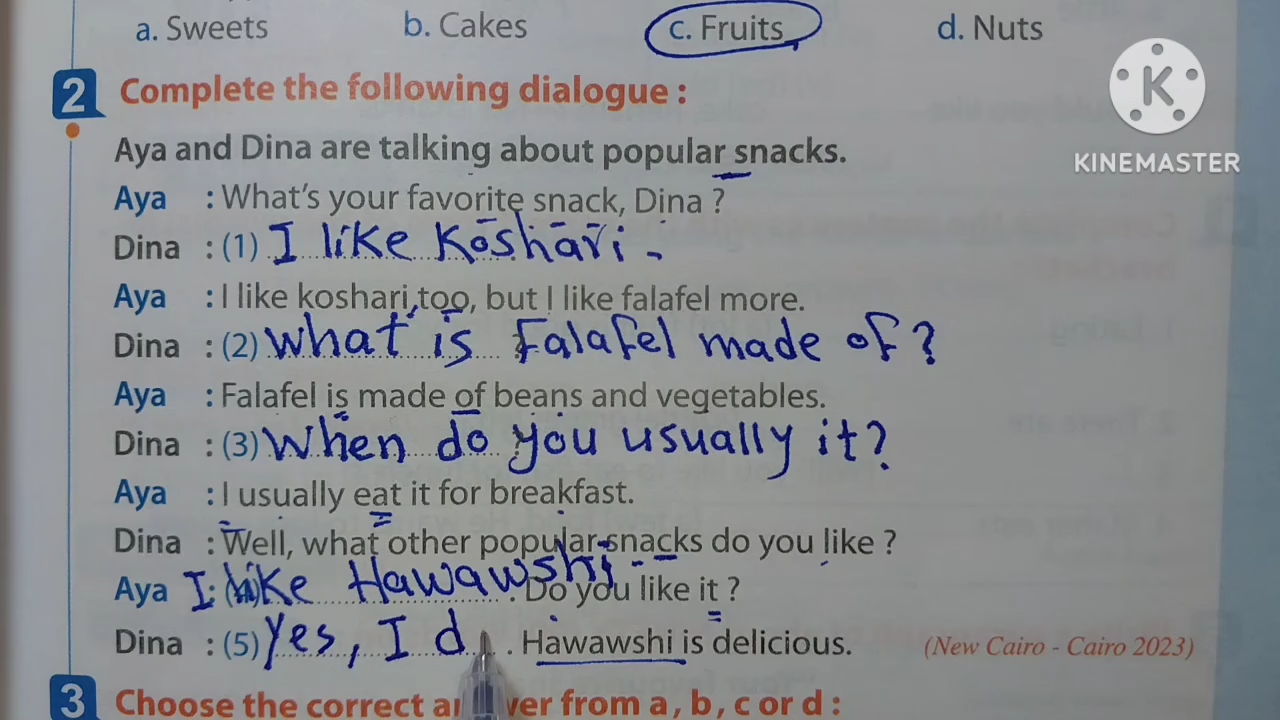 a. Sweets b. Cakes c. Fruits d. Nuts
KINEMASTER
2 Complete the following dialogue :
Aya and Dina are talking about popular snacks.
Aya : What's your favorite snack, Dina ?
Dina : (1) I like Koshari.
Aya : I like koshari, too, but I like falafel more.
Dina : (2) What is Falafel made of ?
Aya : Falafel is made of beans and vegetables.
Dina : (3) When do you usually it ?
Aya : I usually eat it for breakfast.
Dina : Well, what other popular snacks do you like ?
Aya : I like Hawawshi. Do you like it ?
Dina : (5) Yes, I d . Hawawshi is delicious. (New Cairo - Cairo 2023)
3 Choose the correct from a, b, c or d :